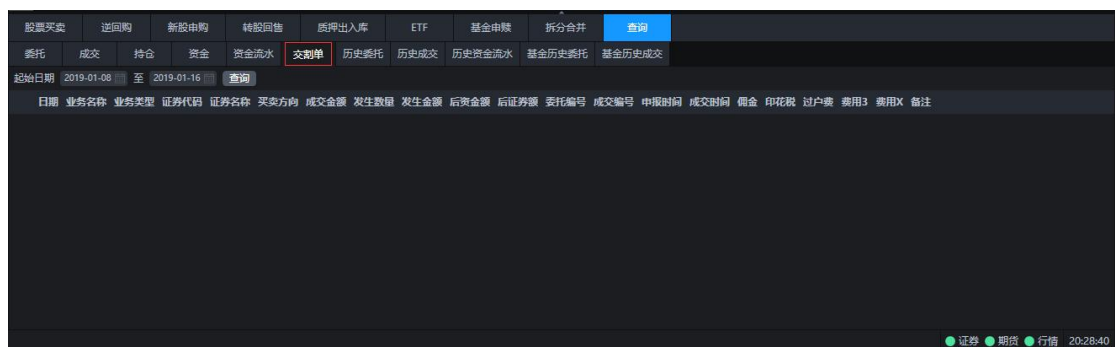 股票买卖 逆回购 新股申购 转股回售 质押出入库 ETF 基金申赎 拆分合并 查询
委托 成交 持仓 资金 资金流水 交割单 历史委托 历史成交 历史资金流水 基金历史委托 基金历史成交
起始日期 2019-01-08 至 2019-01-16 查询
日期 业务名称 业务类型 证券代码 证券名称 买卖方向 成交金额 发生数量 发生金额 后资金额 后证券额 委托编号 成交编号 申报时间 成交时间 佣金 印花税 过户费 费用3 费用X 备注
证券 期货 行情 20:28:40